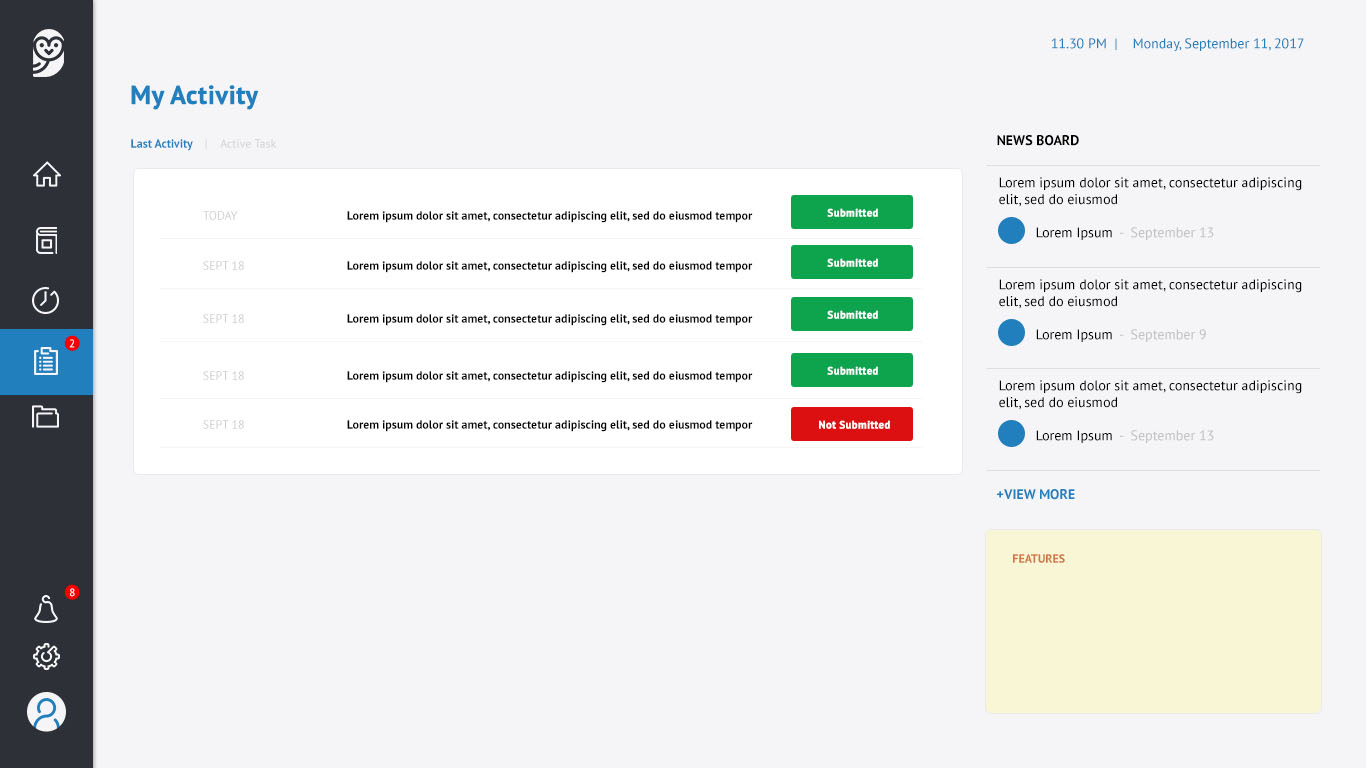 11.30 PM | Monday, September 11, 2017
My Activity
Last Activity | Active Task
TODAY Lorem ipsum dolor sit amet, consectetur adipiscing elit, sed do eiusmod tempor Submitted
SEPT 18 Lorem ipsum dolor sit amet, consectetur adipiscing elit, sed do eiusmod tempor Submitted
SEPT 18 Lorem ipsum dolor sit amet, consectetur adipiscing elit, sed do eiusmod tempor Submitted
SEPT 18 Lorem ipsum dolor sit amet, consectetur adipiscing elit, sed do eiusmod tempor Submitted
SEPT 18 Lorem ipsum dolor sit amet, consectetur adipiscing elit, sed do eiusmod tempor Not Submitted
NEWS BOARD
Lorem ipsum dolor sit amet, consectetur adipiscing
elit, sed do eiusmod
Lorem Ipsum - September 13
Lorem ipsum dolor sit amet, consectetur adipiscing
elit, sed do eiusmod
Lorem Ipsum - September 9
Lorem ipsum dolor sit amet, consectetur adipiscing
elit, sed do eiusmod
Lorem Ipsum - September 13
+VIEW MORE
FEATURES
2
8